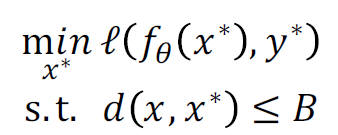 min ℓ(f_θ(x*), y*)
x*
s.t. d(x, x*) ≤ B